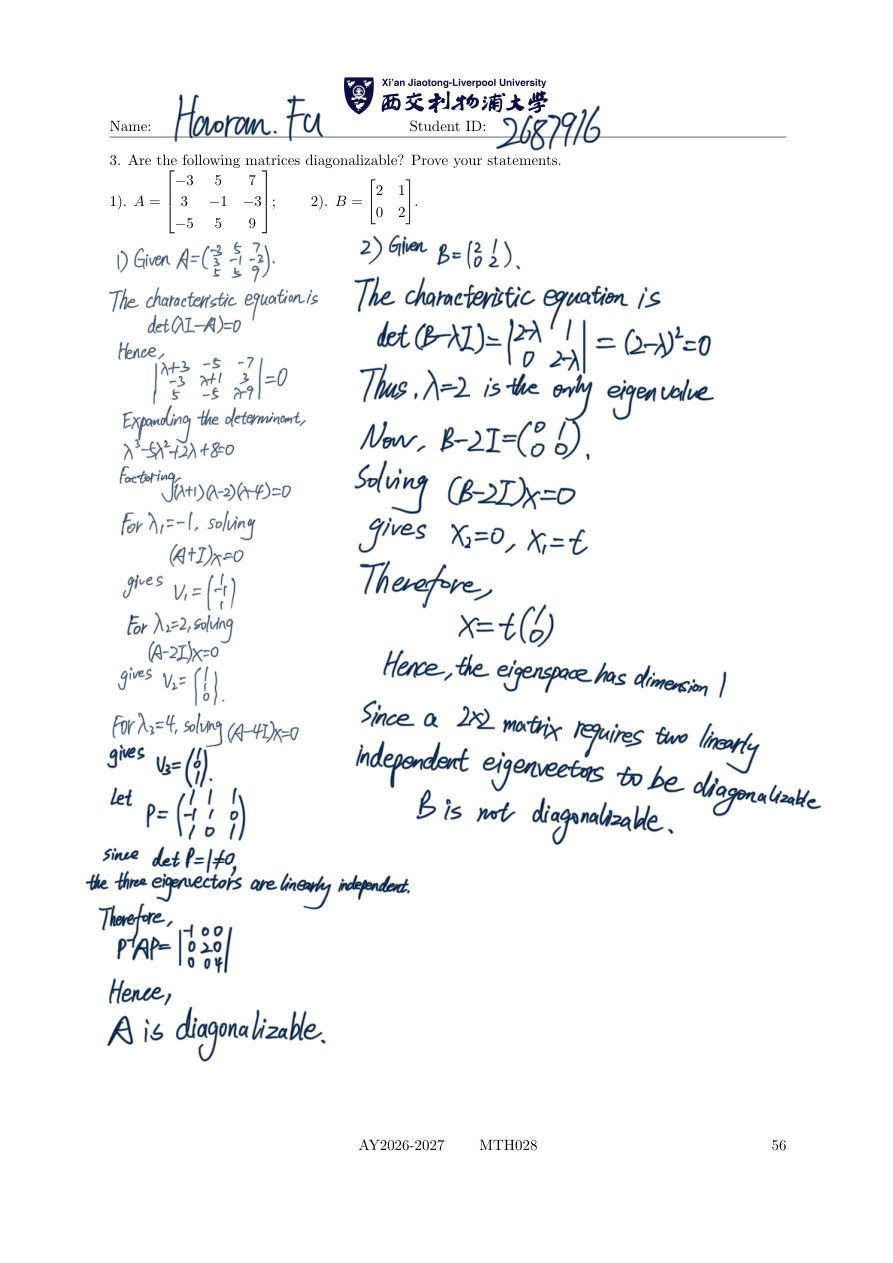 Xi'an Jiaotong-Liverpool University
西交利物浦大學
Name: Haoran. Fu Student ID: 2687916
3. Are the following matrices diagonalizable? Prove your statements.
1). A = [−3 5 7; 3 −1 −3; −5 5 9]; 2). B = [2 1; 0 2].
1) Given A=(-3 5 7; 3 -1 -3; 5 5 9).
The characteristic equation is
det(λI-A)=0
Hence,
|λ+3 -5 -7; -3 λ+1 3; 5 -5 λ-9|=0
Expanding the determinant,
λ³-5λ²+2λ+8=0
Factoring,
(λ+1)(λ-2)(λ-4)=0
For λ₁=-1, solving
(A+I)x=0
gives V₁=(1; -1; 1)
For λ₂=2, solving
(A-2I)x=0
gives V₂=(1; 1; 0).
For λ₃=4, solving (A-4I)x=0
gives V₃=(1; 0; 1).
Let
P=(1 1 1; -1 1 0; 1 0 1)
since det P=1≠0,
the three eigenvectors are linearly independent.
Therefore,
P⁻¹AP=|-1 0 0; 0 2 0; 0 0 4|
Hence,
A is diagonalizable.
2) Given B=(2 1; 0 2).
The characteristic equation is
det(B-λI)=|2-λ 1; 0 2-λ|=(2-λ)²=0
Thus, λ=2 is the only eigenvalue
Now, B-2I=(0 1; 0 0).
Solving (B-2I)x=0
gives X₂=0, X₁=t
Therefore,
X=t(1; 0)
Hence, the eigenspace has dimension 1
Since a 2×2 matrix requires two linearly
independent eigenvectors to be diagonalizable
B is not diagonalizable.
AY2026-2027 MTH028 56